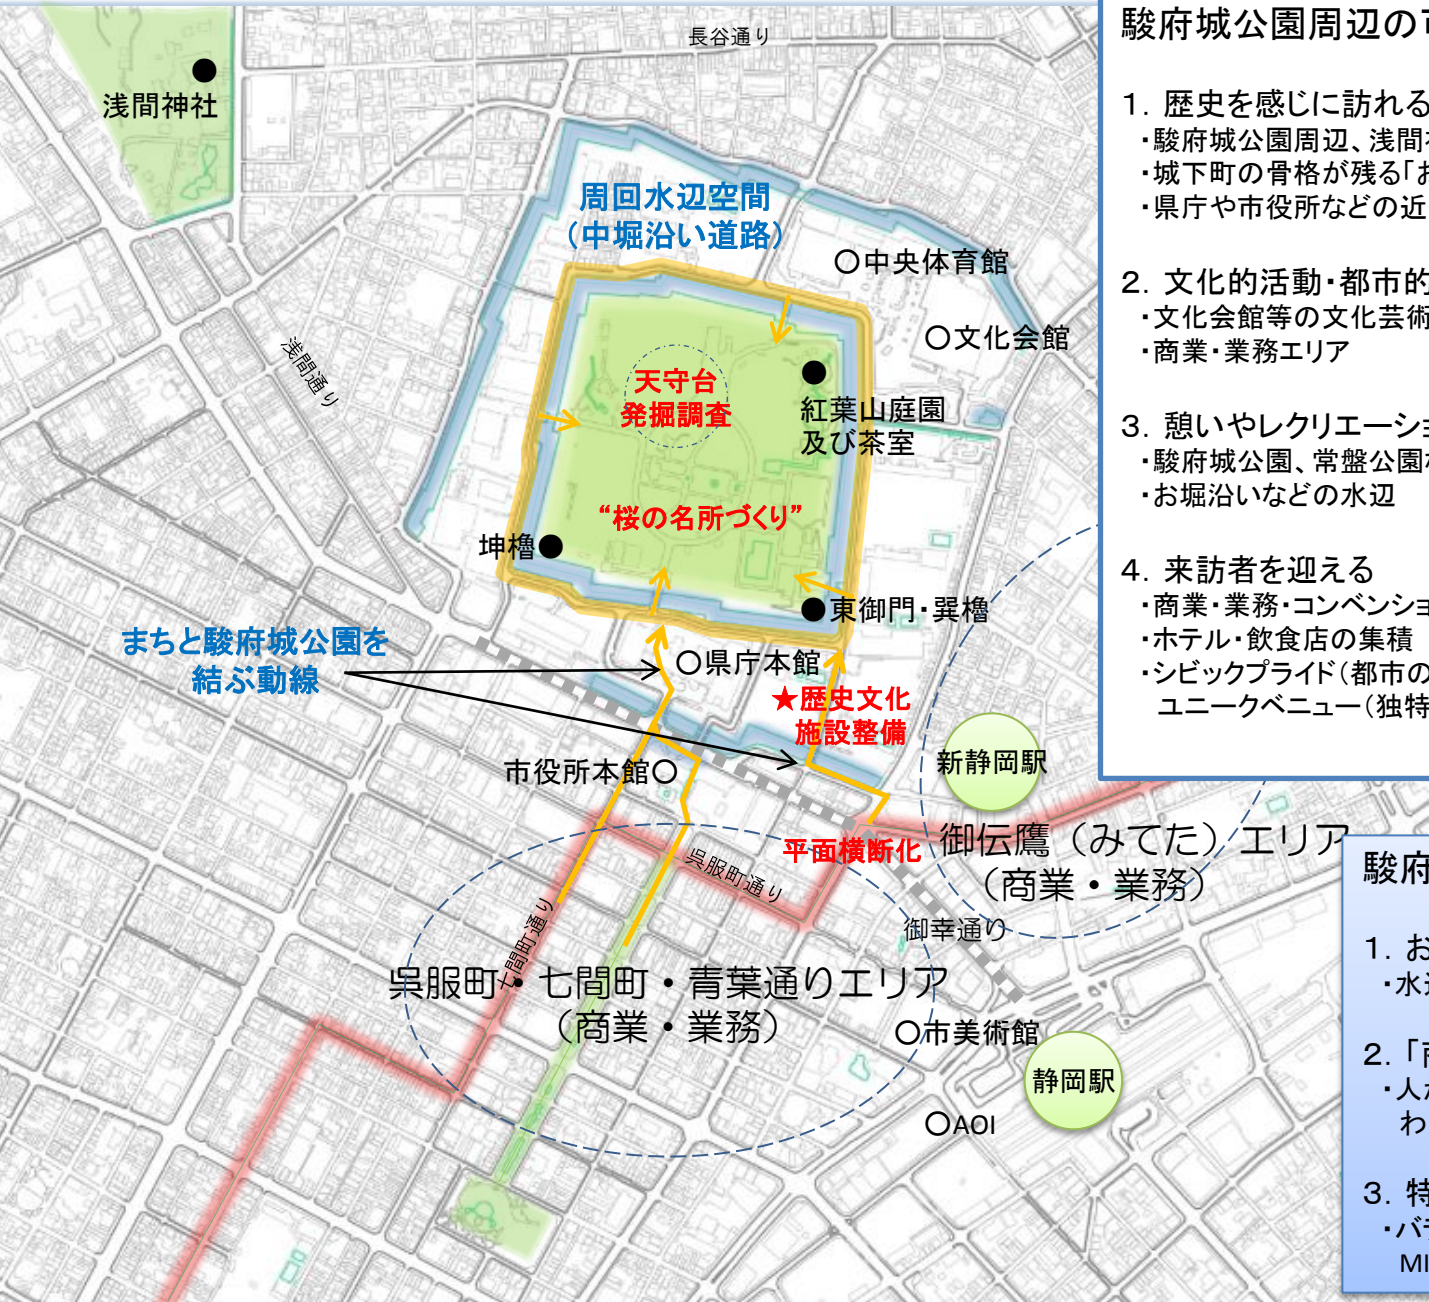 長谷通り
浅間神社
周回水辺空間
（中堀沿い道路）
○中央体育館
○文化会館
浅間通り
天守台
発掘調査
紅葉山庭園
及び茶室
“桜の名所づくり”
坤櫓
東御門・巽櫓
まちと駿府城公園を
結ぶ動線
○県庁本館
★歴史文化
施設整備
市役所本館○
新静岡駅
平面横断化
御伝鷹（みてた）エリア
（商業・業務）
呉服町通り
七間町通り
御幸通り
呉服町・七間町・青葉通りエリア
（商業・業務）
○市美術館
静岡駅
○AOI
駿府城公園周辺の
1．歴史を感じに訪れる
・駿府城公園周辺、浅間
・城下町の骨格が残る「お
・県庁や市役所などの近
2．文化的活動・都市的
・文化会館等の文化芸術
・商業・業務エリア
3．憩いやレクリエーショ
・駿府城公園、常盤公園
・お堀沿いなどの水辺
4．来訪者を迎える
・商業・業務・コンベンショ
・ホテル・飲食店の集積
・シビックプライド（都市の
ユニークベニュー（独特
駿府
1．お
・水辺
2．「商
・人が
わ
3．特
・バラ
MI